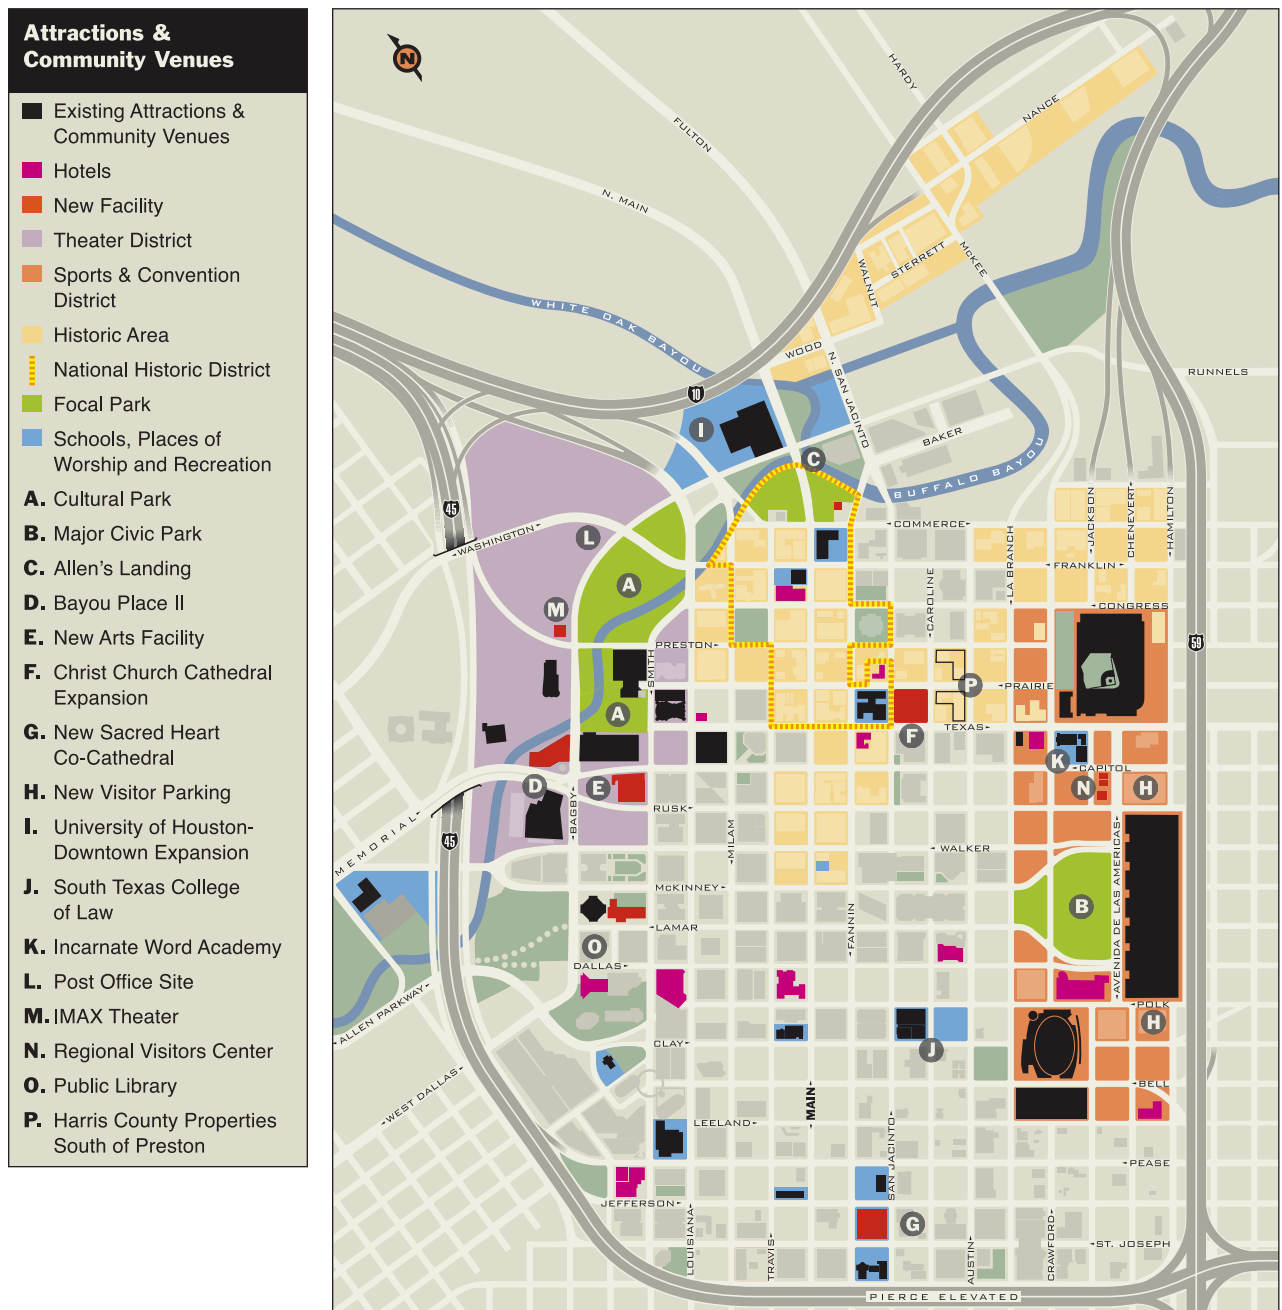 Attractions &
Community Venues
Existing Attractions &
Community Venues
Hotels
New Facility
Theater District
Sports & Convention
District
Historic Area
National Historic District
Focal Park
Schools, Places of
Worship and Recreation
A. Cultural Park
B. Major Civic Park
C. Allen's Landing
D. Bayou Place II
E. New Arts Facility
F. Christ Church Cathedral
Expansion
G. New Sacred Heart
Co-Cathedral
H. New Visitor Parking
I. University of Houston-
Downtown Expansion
J. South Texas College
of Law
K. Incarnate Word Academy
L. Post Office Site
M. IMAX Theater
N. Regional Visitors Center
O. Public Library
P. Harris County Properties
South of Preston
N
HARDY
NANCE
FULTON
N. MAIN
STERRETT
McKEE
WALNUT
WHITE OAK BAYOU
WOOD
N. SAN JACINTO
RUNNELS
10
I
BAKER
C
BUFFALO BAYOU
45
WASHINGTON
L
COMMERCE
JACKSON
CHENEVERT
HAMILTON
LA BRANCH
FRANKLIN
A
M
CAROLINE
CONGRESS
PRESTON
59
SMITH
P
PRAIRIE
A
TEXAS
F
K
CAPITOL
D
E
N
H
BAGBY
RUSK
MEMORIAL
45
MILAM
WALKER
AVENIDA DE LAS AMERICAS
McKINNEY
B
FANNIN
LAMAR
O
DALLAS
ALLEN PARKWAY
POLK
H
CLAY
J
WEST DALLAS
MAIN
BELL
LEELAND
SAN JACINTO
PEASE
JEFFERSON
G
LOUISIANA
TRAVIS
AUSTIN
CRAWFORD
ST. JOSEPH
PIERCE ELEVATED